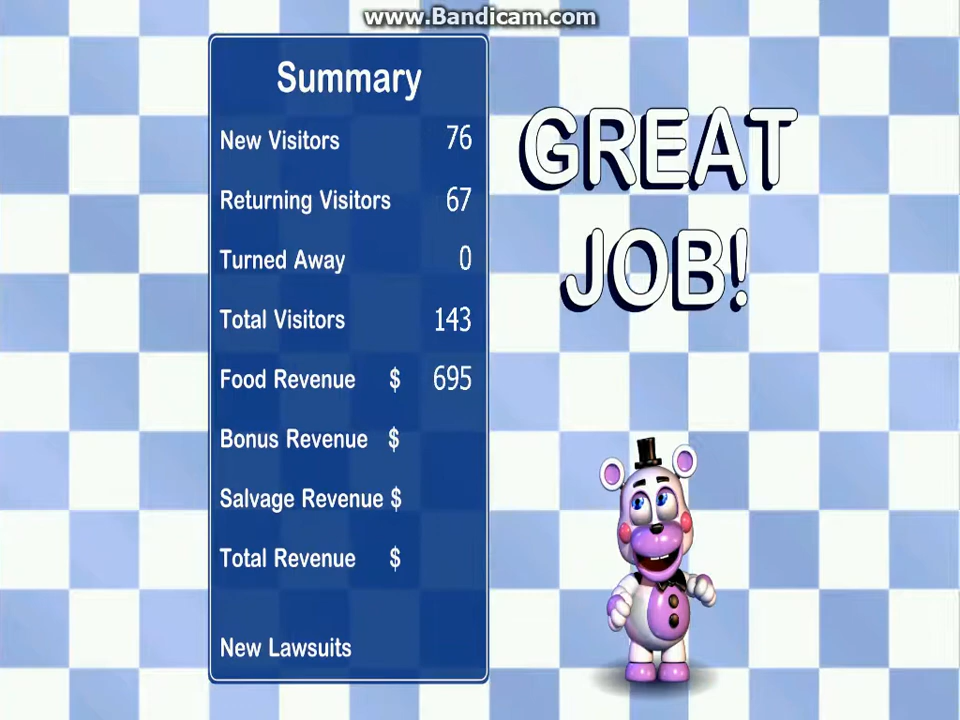 www.Bandicam.com
Summary
New Visitors 76
Returning Visitors 67
Turned Away 0
Total Visitors 143
Food Revenue $ 695
Bonus Revenue $
Salvage Revenue $
Total Revenue $
New Lawsuits
GREAT
JOB!